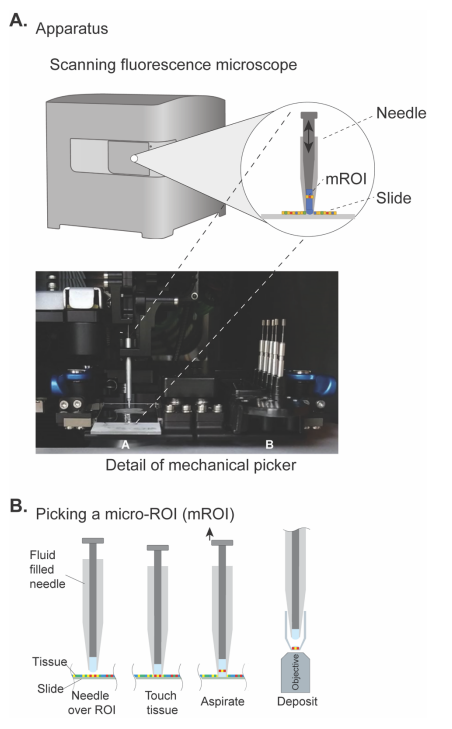 A. Apparatus
Scanning fluorescence microscope
Needle
mROI
Slide
A
B
Detail of mechanical picker
B. Picking a micro-ROI (mROI)
Fluid
filled
needle
Tissue
Slide
Needle
over ROI
Touch
tissue
Aspirate
Objective
Deposit